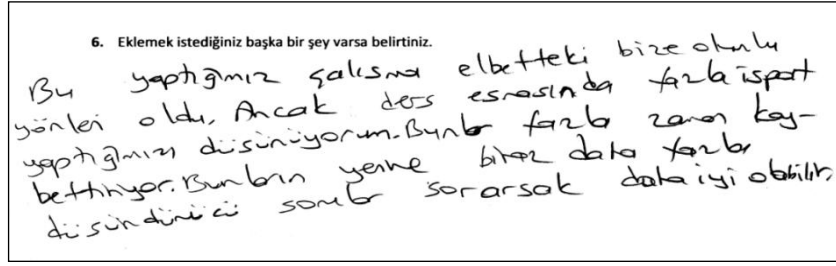 6. Eklemek istediğiniz başka bir şey varsa belirtiniz.
Bu yaptığımız çalışma elbetteki bize olumlu
yönleri oldu. Ancak ders esnasında fazla ispat
yaptığımızı düşünüyorum. Bunlar fazla zaman kay-
bettiriyor. Bunların yerine biraz daha fazla
düşündürücü sorular sorarsak daha iyi olabilir.